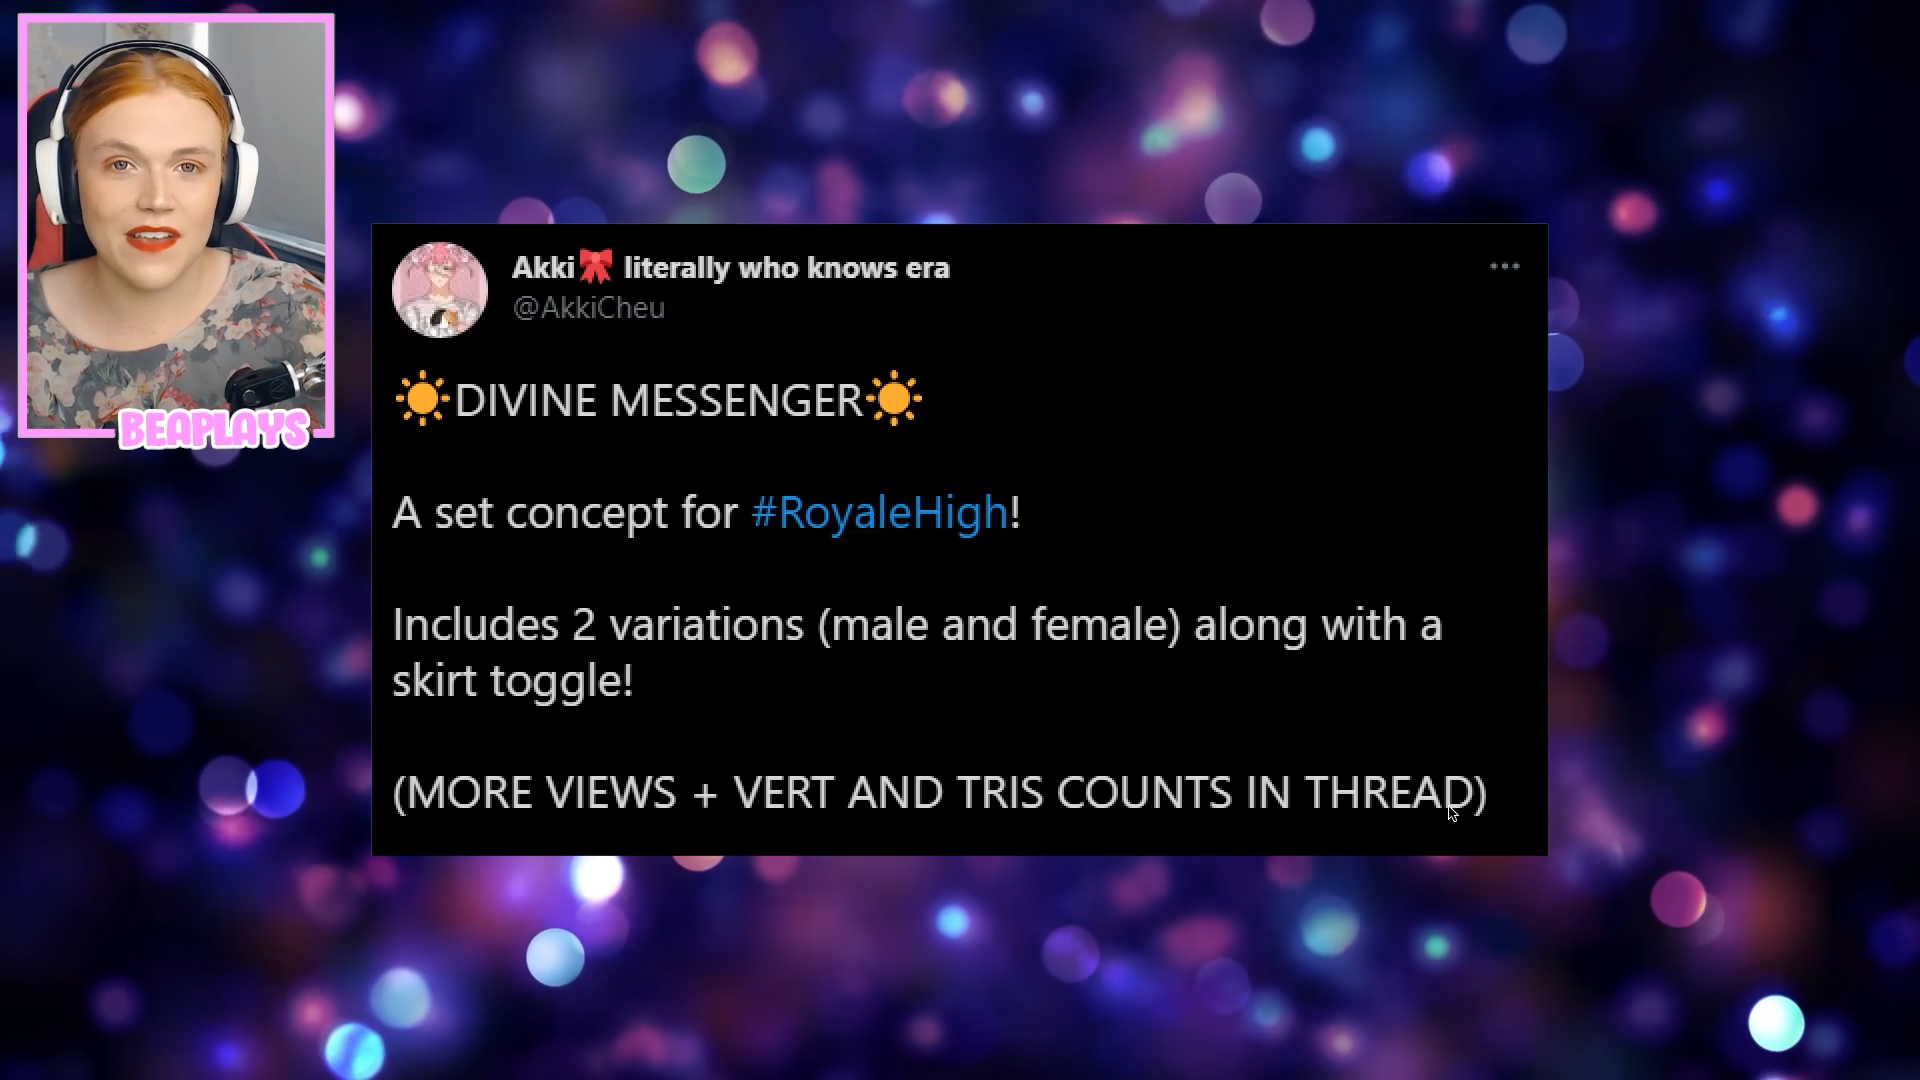 BEAPLAYS
Akki🎀 literally who knows era
@AkkiCheu
☀️DIVINE MESSENGER☀️
A set concept for #RoyaleHigh!
Includes 2 variations (male and female) along with a
skirt toggle!
(MORE VIEWS + VERT AND TRIS COUNTS IN THREAD)